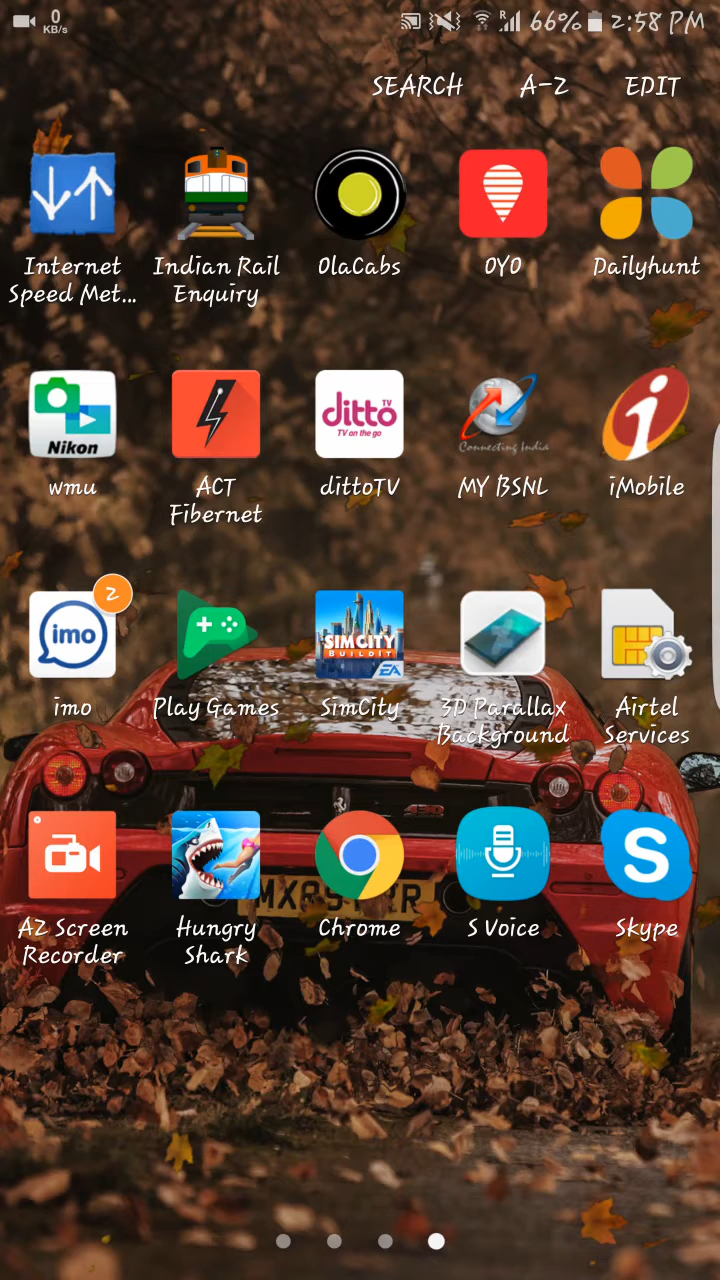 0
KB/s
R
66% 2:58 PM
SEARCH A-Z EDIT
Internet
Speed Met...
Indian Rail
Enquiry
OlaCabs
OYO
Dailyhunt
Nikon
wmu
ACT
Fibernet
ditto TV
TV on the go
dittoTV
Connecting India
MY BSNL
i
iMobile
2
imo
imo
Play Games
SIMCITY
BUILDIT
EA
SimCity
3D Parallax
Background
Airtel
Services
430
AZ Screen
Recorder
Hungry
Shark
Chrome
S Voice
S
Skype